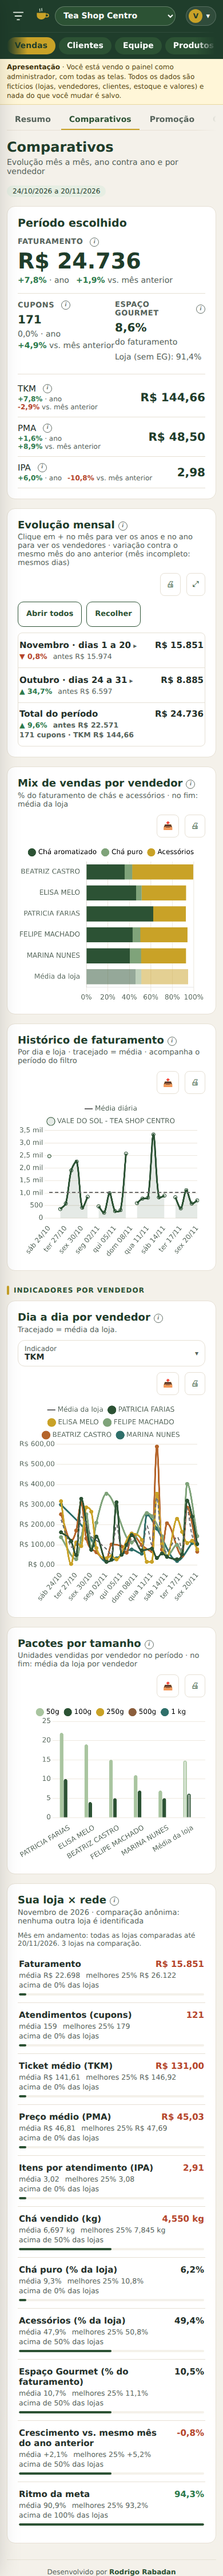 Tea Shop Centro
V
Vendas Clientes Equipe Produtos
Apresentação · Você está vendo o painel como
administrador, com todas as telas. Todos os dados são
fictícios (lojas, vendedores, clientes, estoque e valores) e
nada do que você mudar é salvo.
Resumo Comparativos Promoção
Comparativos
Evolução mês a mês, ano contra ano e por
vendedor
24/10/2026 a 20/11/2026
Período escolhido
FATURAMENTO
R$ 24.736
+7,8% · ano +1,9% vs. mês anterior
CUPONS
171
0,0% · ano
+4,9% vs. mês anterior
ESPAÇO
GOURMET
8,6%
do faturamento
Loja (sem EG): 91,4%
TKM
+7,8% · ano
-2,9% vs. mês anterior
R$ 144,66
PMA
+1,6% · ano
+8,9% vs. mês anterior
R$ 48,50
IPA
+6,0% · ano -10,8% vs. mês anterior
2,98
Evolução mensal
Clique em + no mês para ver os anos e no ano
para ver os vendedores · variação contra o
mesmo mês do ano anterior (mês incompleto:
mesmos dias)
Abrir todos Recolher
Novembro · dias 1 a 20 ▸ R$ 15.851
▼ 0,8% antes R$ 15.974
Outubro · dias 24 a 31 ▸ R$ 8.885
▲ 34,7% antes R$ 6.597
Total do período R$ 24.736
▲ 9,6% antes R$ 22.571
171 cupons · TKM R$ 144,66
Mix de vendas por vendedor
% do faturamento de chás e acessórios · no fim:
média da loja
Chá aromatizado Chá puro Acessórios
BEATRIZ CASTRO
ELISA MELO
PATRICIA FARIAS
FELIPE MACHADO
MARINA NUNES
Média da loja
0% 20% 40% 60% 80% 100%
Histórico de faturamento
Por dia e loja · tracejado = média · acompanha o
período do filtro
Média diária
VALE DO SOL - TEA SHOP CENTRO
3,5 mil
3,0 mil
2,5 mil
2,0 mil
1,5 mil
1,0 mil
500
0
sáb 24/10 ter 27/10 sex 30/10 seg 02/11 qui 05/11 dom 08/11 qua 11/11 sáb 14/11 ter 17/11 sex 20/11
INDICADORES POR VENDEDOR
Dia a dia por vendedor
Tracejado = média da loja.
Indicador
TKM
Média da loja PATRICIA FARIAS
ELISA MELO FELIPE MACHADO
BEATRIZ CASTRO MARINA NUNES
R$ 600,00
R$ 500,00
R$ 400,00
R$ 300,00
R$ 200,00
R$ 100,00
R$ 0,00
sáb 24/10 ter 27/10 sex 30/10 seg 02/11 qui 05/11 dom 08/11 qua 11/11 sáb 14/11 ter 17/11 sex 20/11
Pacotes por tamanho
Unidades vendidas por vendedor no período · no
fim: média da loja por vendedor
50g 100g 250g 500g 1 kg
25
20
15
10
5
0
PATRICIA FARIAS ELISA MELO BEATRIZ CASTRO FELIPE MACHADO MARINA NUNES Média da loja
Sua loja × rede
Novembro de 2026 · comparação anônima:
nenhuma outra loja é identificada
Mês em andamento: todas as lojas comparadas até
20/11/2026. 3 lojas na comparação.
Faturamento R$ 15.851
média R$ 22.698 melhores 25% R$ 26.122
acima de 0% das lojas
Atendimentos (cupons) 121
média 159 melhores 25% 179
acima de 0% das lojas
Ticket médio (TKM) R$ 131,00
média R$ 141,61 melhores 25% R$ 146,92
acima de 0% das lojas
Preço médio (PMA) R$ 45,03
média R$ 46,81 melhores 25% R$ 47,69
acima de 0% das lojas
Itens por atendimento (IPA) 2,91
média 3,02 melhores 25% 3,08
acima de 0% das lojas
Chá vendido (kg) 4,550 kg
média 6,697 kg melhores 25% 7,845 kg
acima de 50% das lojas
Chá puro (% da loja) 6,2%
média 9,3% melhores 25% 10,8%
acima de 0% das lojas
Acessórios (% da loja) 49,4%
média 47,9% melhores 25% 50,8%
acima de 50% das lojas
Espaço Gourmet (% do 10,5%
faturamento)
média 10,7% melhores 25% 11,1%
acima de 50% das lojas
Crescimento vs. mesmo mês -0,8%
do ano anterior
média +2,1% melhores 25% +5,2%
acima de 50% das lojas
Ritmo da meta 94,3%
média 90,9% melhores 25% 93,2%
acima de 100% das lojas
Desenvolvido por Rodrigo Rabadan